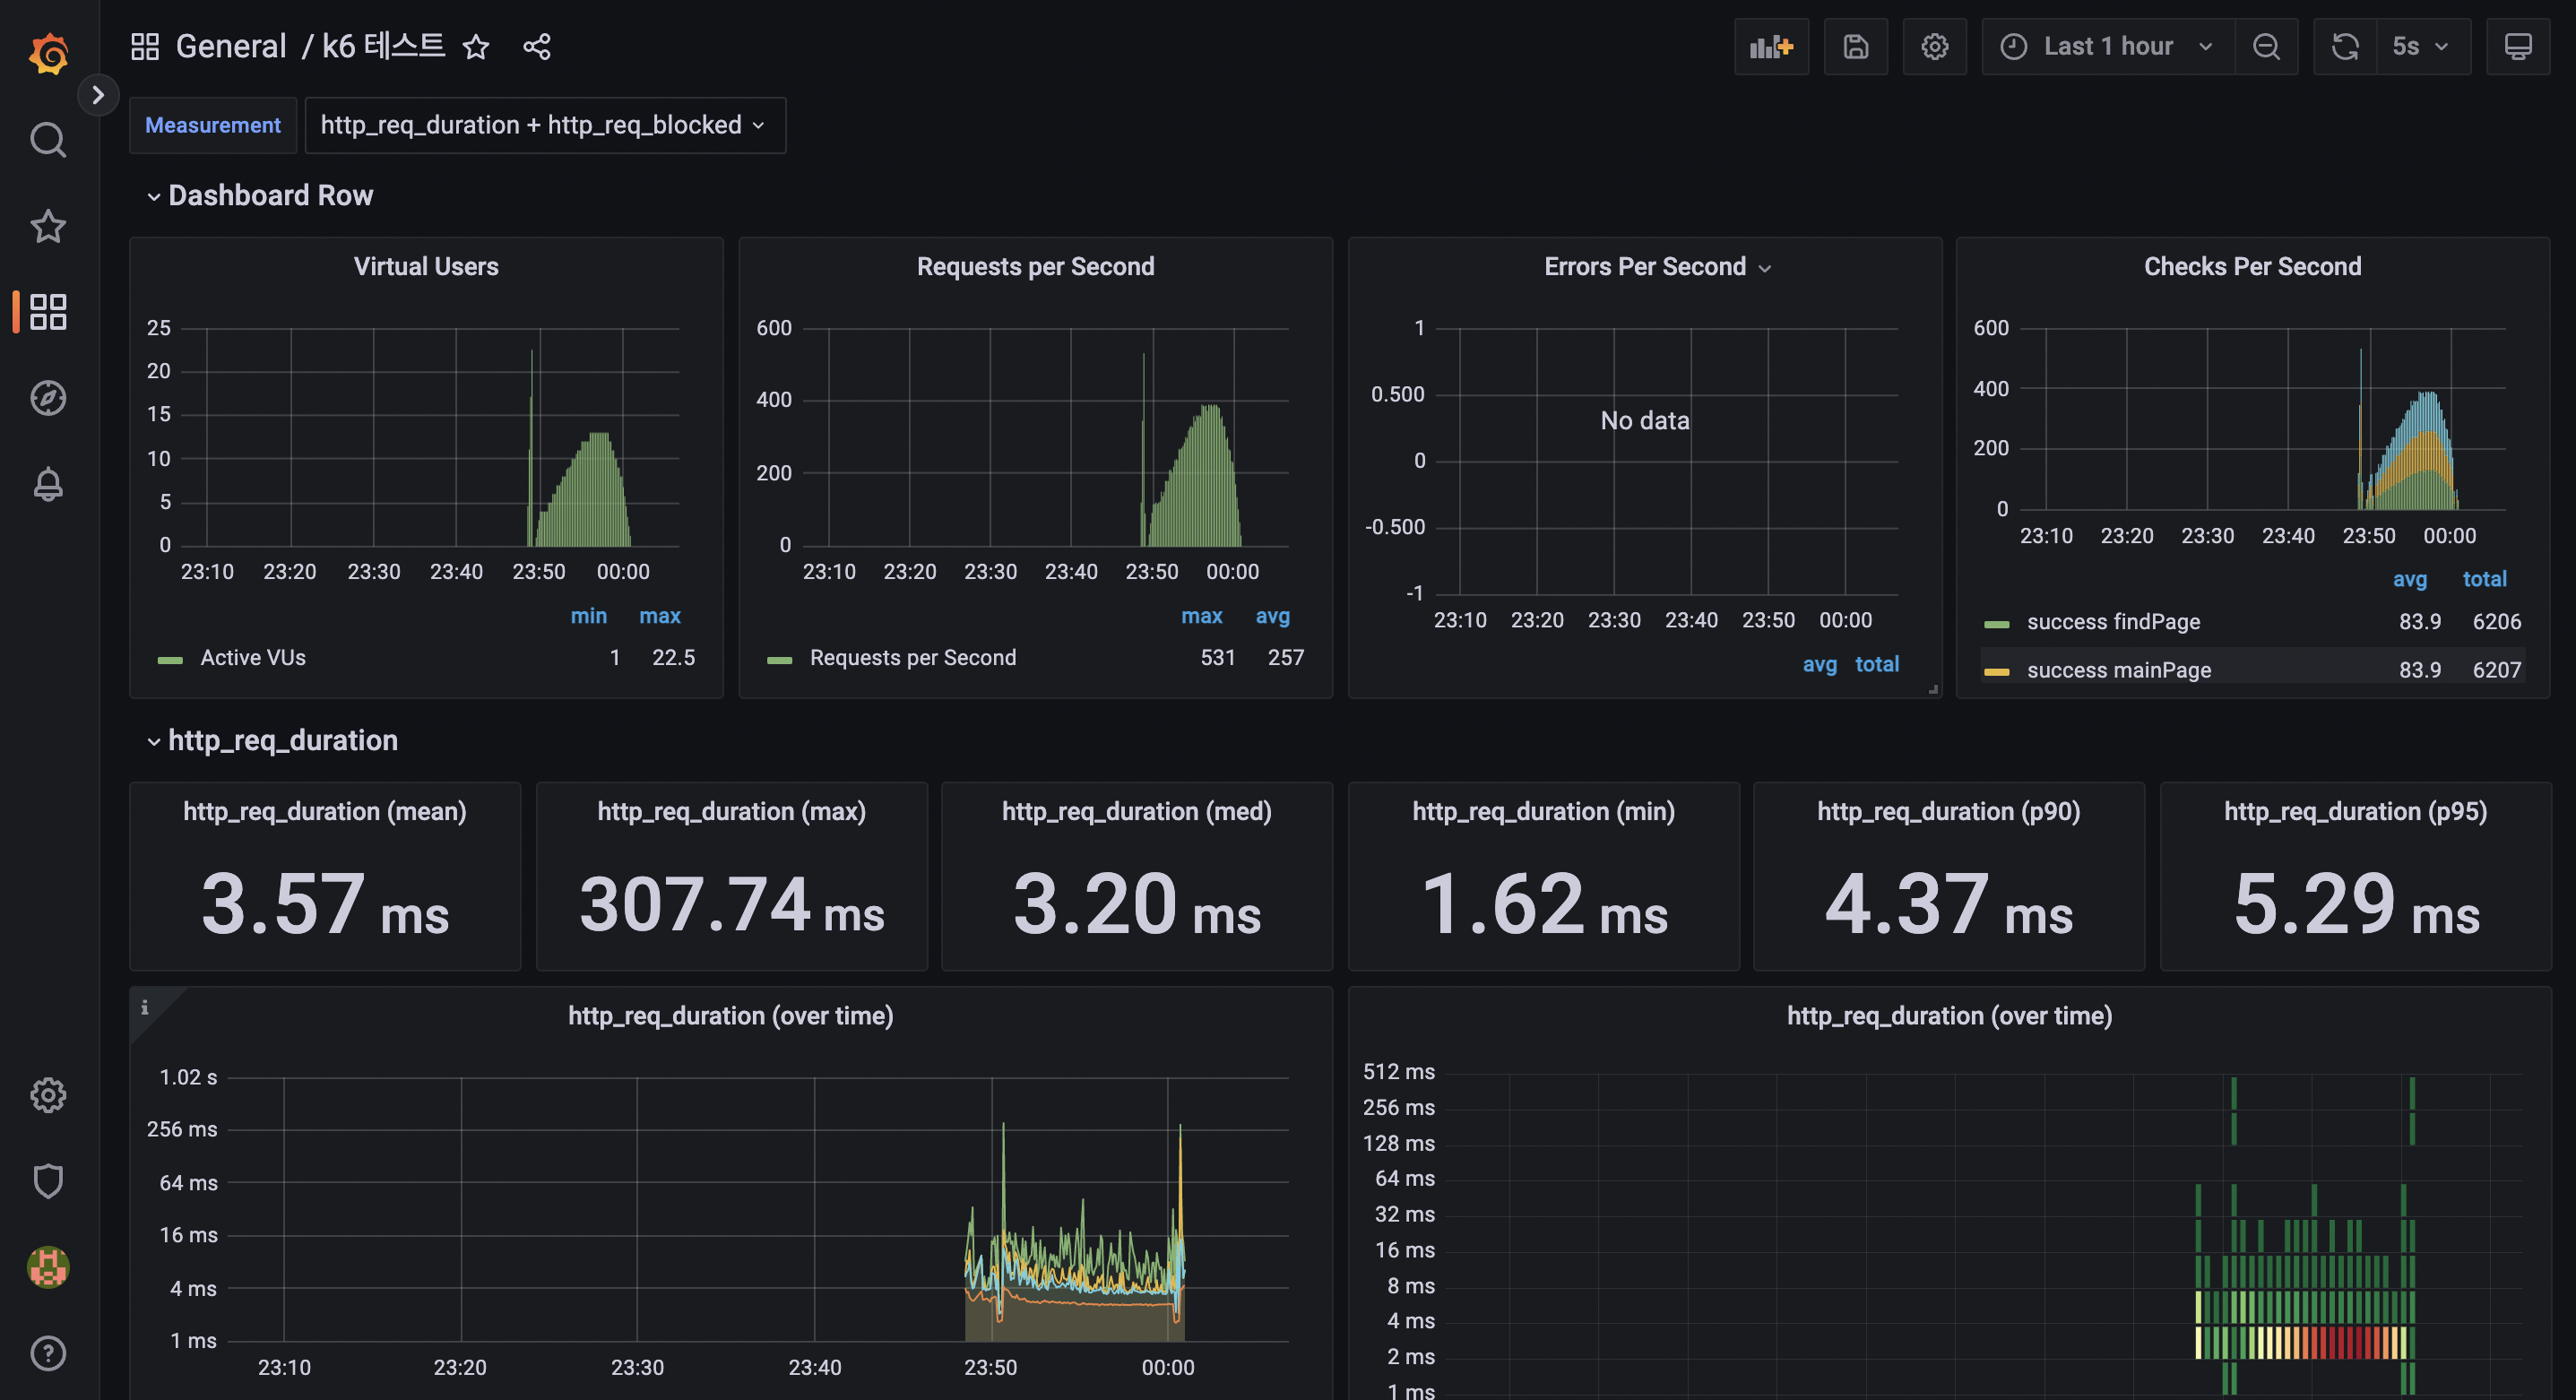 General / k6 테스트
Last 1 hour
5s
Measurement
http_req_duration + http_req_blocked
Dashboard Row
Virtual Users
25
20
15
10
5
0
23:10 23:20 23:30 23:40 23:50 00:00
min max
Active VUs 1 22.5
Requests per Second
600
400
200
0
23:10 23:20 23:30 23:40 23:50 00:00
max avg
Requests per Second 531 257
Errors Per Second
1
0.500
No data
0
-0.500
-1
23:10 23:20 23:30 23:40 23:50 00:00
avg total
Checks Per Second
600
400
200
0
23:10 23:20 23:30 23:40 23:50 00:00
avg total
success findPage 83.9 6206
success mainPage 83.9 6207
http_req_duration
http_req_duration (mean)
3.57 ms
http_req_duration (max)
307.74 ms
http_req_duration (med)
3.20 ms
http_req_duration (min)
1.62 ms
http_req_duration (p90)
4.37 ms
http_req_duration (p95)
5.29 ms
i
http_req_duration (over time)
1.02 s
256 ms
64 ms
16 ms
4 ms
1 ms
23:10 23:20 23:30 23:40 23:50 00:00
http_req_duration (over time)
512 ms
256 ms
128 ms
64 ms
32 ms
16 ms
8 ms
4 ms
2 ms
1 ms